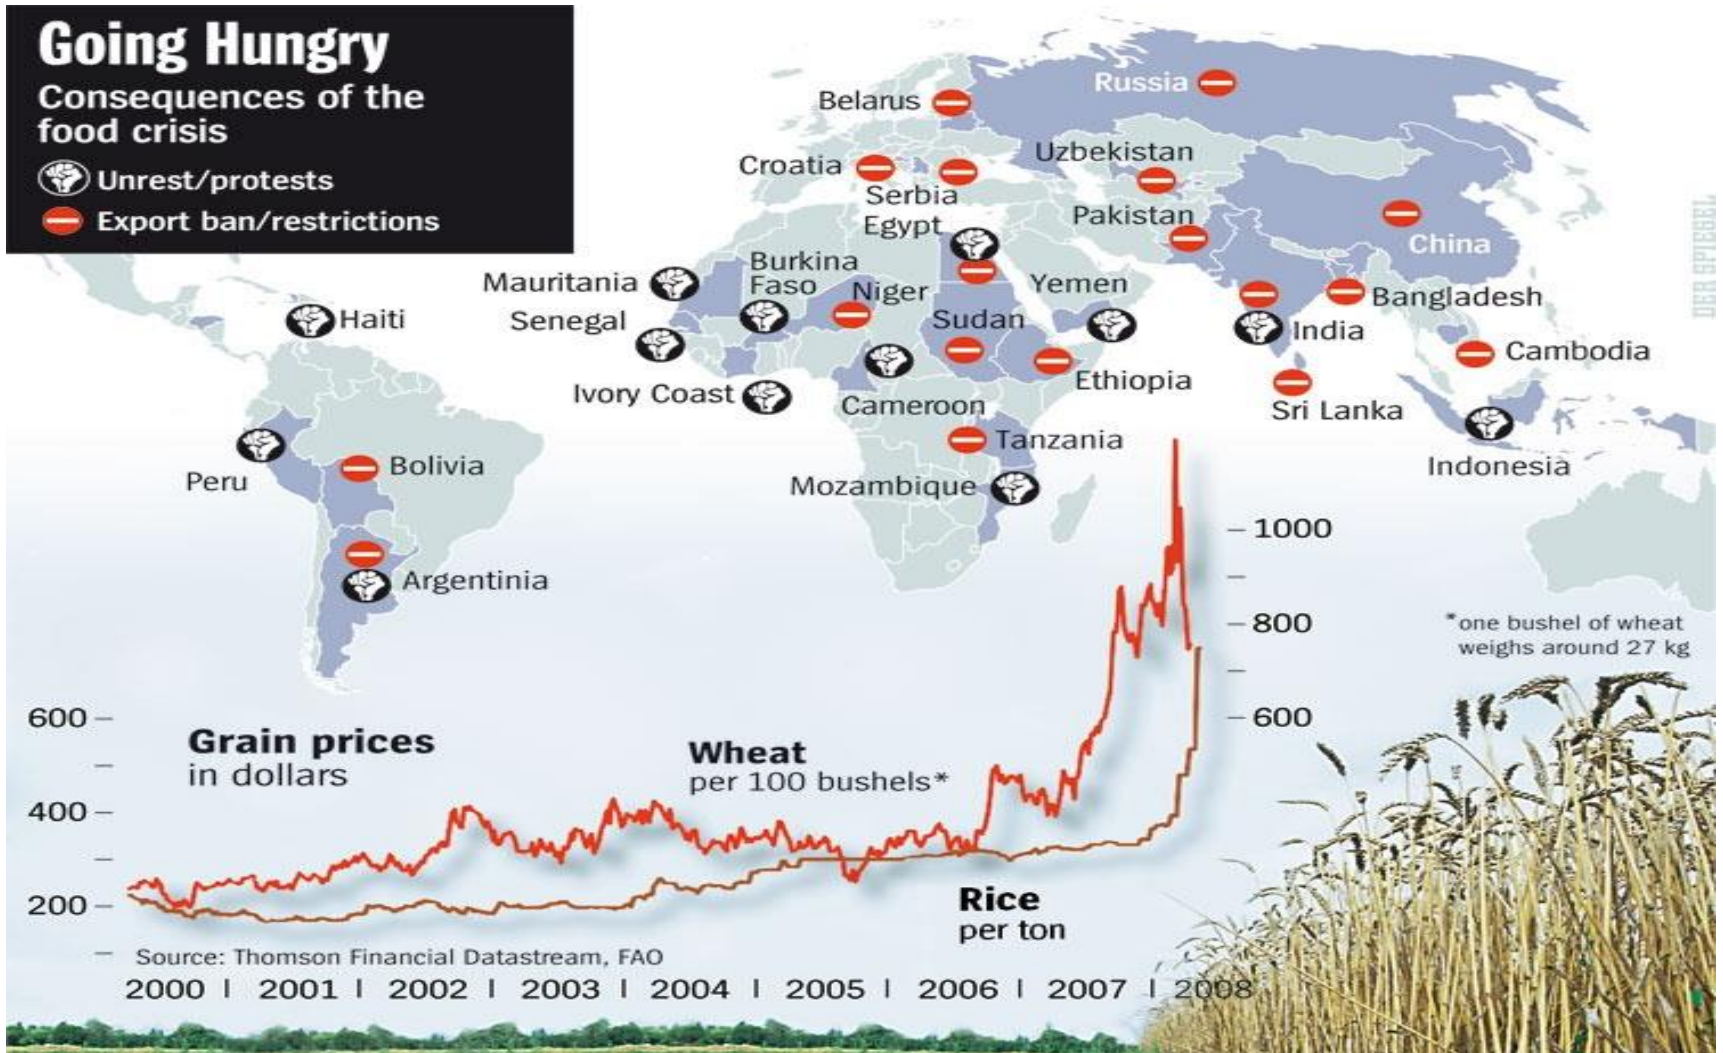 Going Hungry
Consequences of the
food crisis
Unrest/protests
Export ban/restrictions
Russia
Belarus
Uzbekistan
Croatia
Serbia
Egypt
Pakistan
China
DER SPIEGEL
Burkina
Faso
Mauritania
Niger
Yemen
Bangladesh
Haiti
Senegal
Sudan
India
Cambodia
Ivory Coast
Ethiopia
Cameroon
Sri Lanka
Tanzania
Peru
Bolivia
Mozambique
Indonesia
Argentinia
1000
800
600
*one bushel of wheat
weighs around 27 kg
600
400
200
Grain prices
in dollars
Wheat
per 100 bushels*
Rice
per ton
Source: Thomson Financial Datastream, FAO
2000 2001 2002 2003 2004 2005 2006 2007 2008